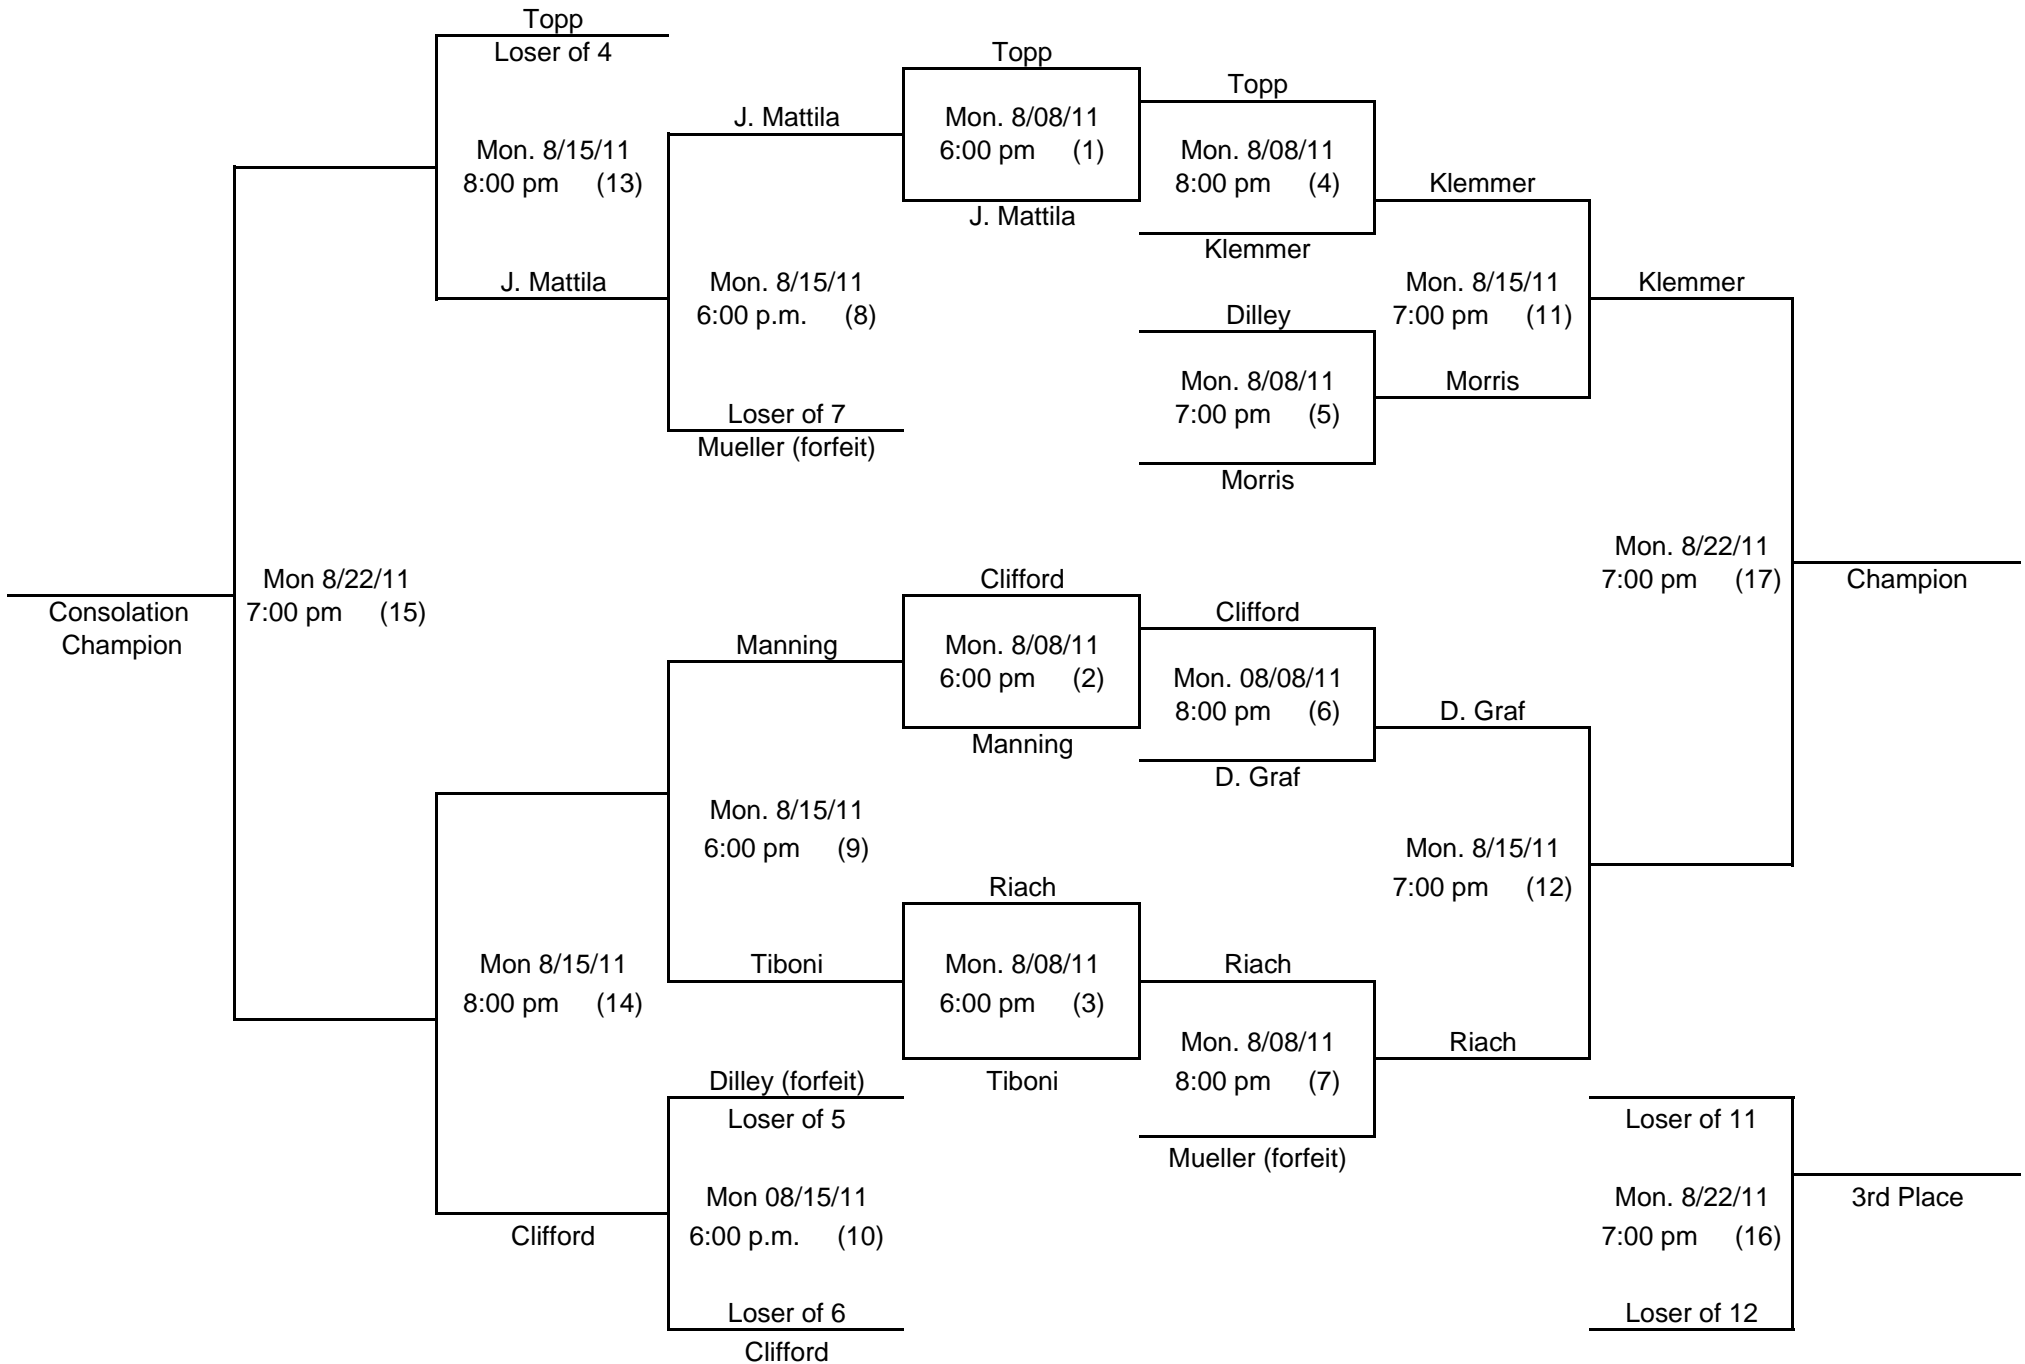 Topp
Loser of 4
Topp
Topp
J. Mattila
Mon. 8/08/11
6:00 pm (1)
Mon. 8/15/11
8:00 pm (13)
Mon. 8/08/11
8:00 pm (4)
Klemmer
J. Mattila
Klemmer
J. Mattila
Mon. 8/15/11
6:00 p.m. (8)
Mon. 8/15/11
7:00 pm (11)
Klemmer
Dilley
Mon. 8/08/11
7:00 pm (5)
Morris
Loser of 7
Mueller (forfeit)
Morris
Mon. 8/22/11
7:00 pm (17)
Champion
Mon 8/22/11
7:00 pm (15)
Consolation
Champion
Clifford
Clifford
Manning
Mon. 8/08/11
6:00 pm (2)
Mon. 08/08/11
8:00 pm (6)
D. Graf
Manning
D. Graf
Mon. 8/15/11
6:00 pm (9)
Mon. 8/15/11
7:00 pm (12)
Riach
Mon 8/15/11
8:00 pm (14)
Tiboni
Mon. 8/08/11
6:00 pm (3)
Riach
Mon. 8/08/11
8:00 pm (7)
Riach
Dilley (forfeit)
Loser of 5
Tiboni
Mueller (forfeit)
Loser of 11
Mon 08/15/11
6:00 p.m. (10)
Clifford
Mon. 8/22/11
7:00 pm (16)
3rd Place
Loser of 6
Clifford
Loser of 12